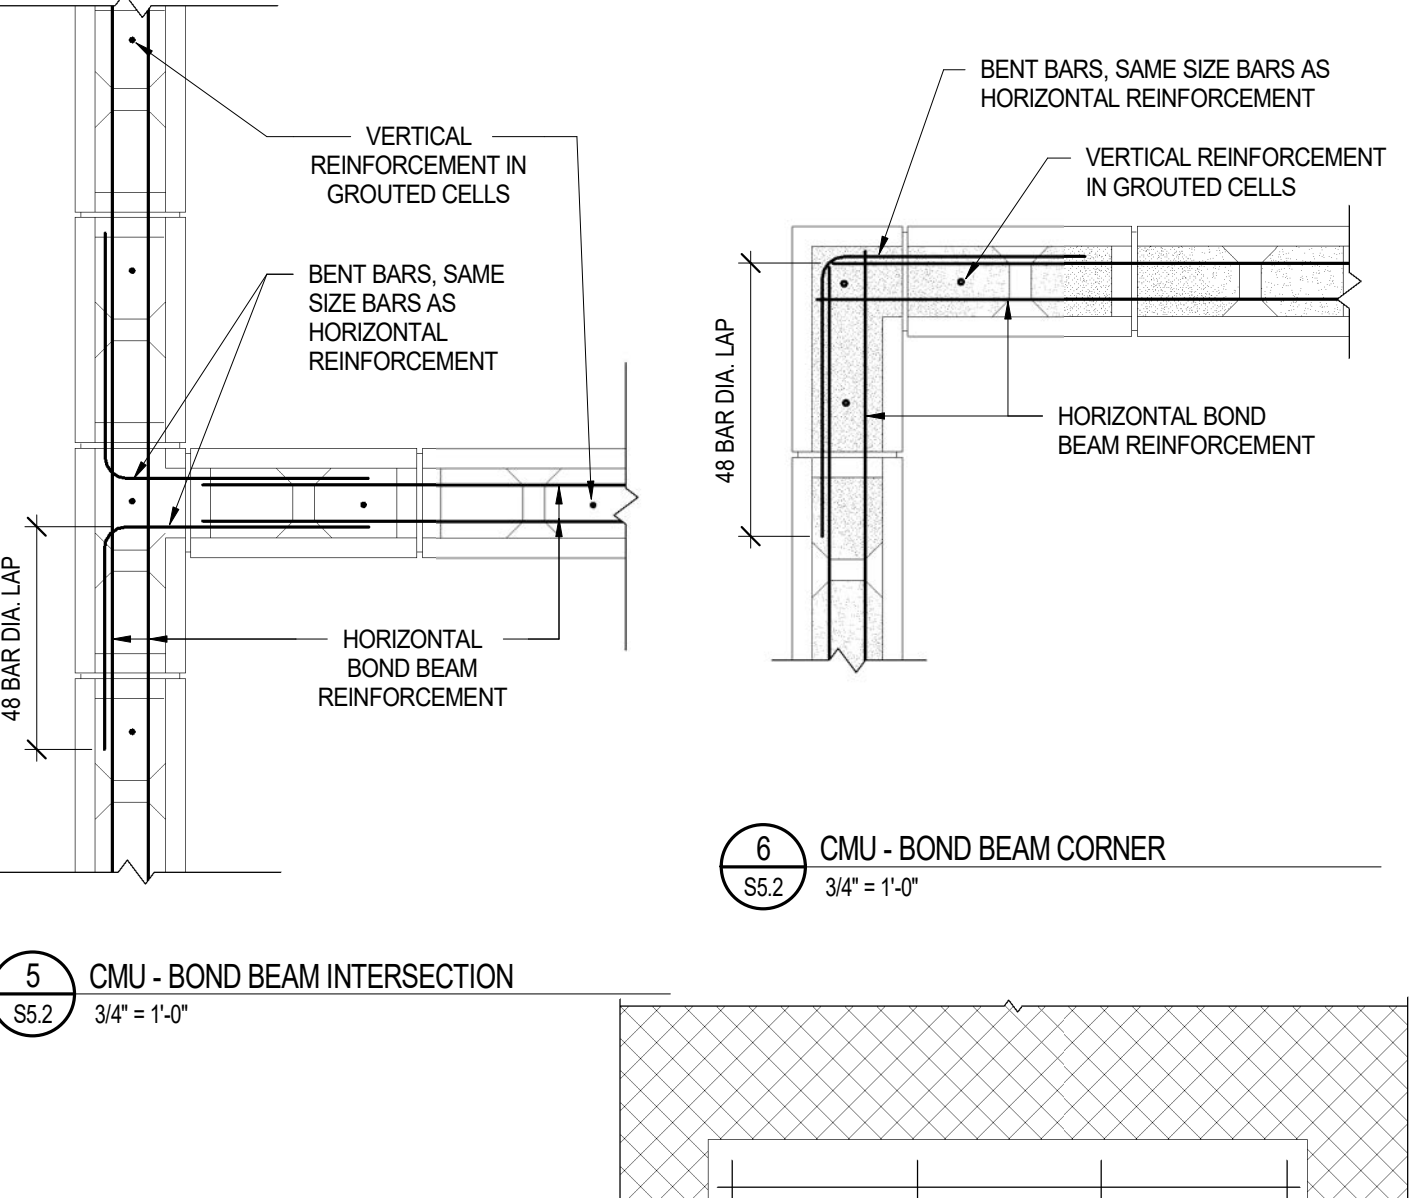 VERTICAL
REINFORCEMENT IN
GROUTED CELLS
BENT BARS, SAME
SIZE BARS AS
HORIZONTAL
REINFORCEMENT
48 BAR DIA. LAP
HORIZONTAL
BOND BEAM
REINFORCEMENT
5
S5.2
CMU - BOND BEAM INTERSECTION
3/4" = 1'-0"
BENT BARS, SAME SIZE BARS AS
HORIZONTAL REINFORCEMENT
VERTICAL REINFORCEMENT
IN GROUTED CELLS
48 BAR DIA. LAP
HORIZONTAL BOND
BEAM REINFORCEMENT
6
S5.2
CMU - BOND BEAM CORNER
3/4" = 1'-0"